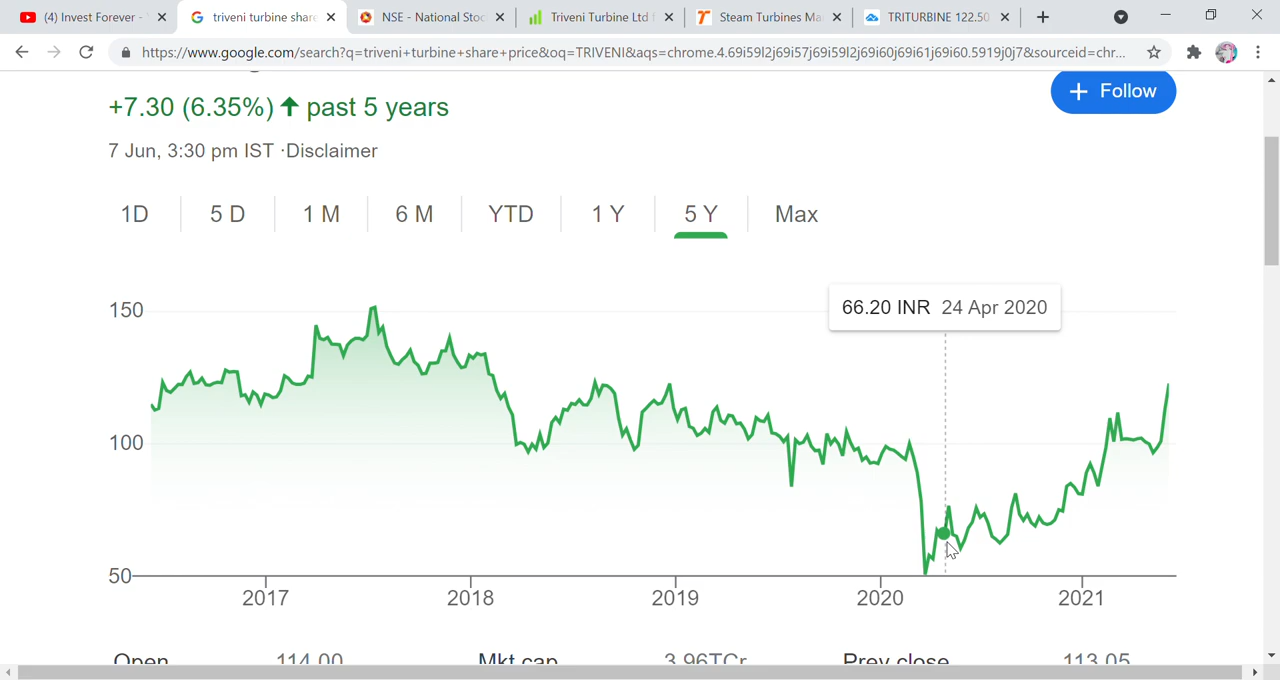 (4) Invest Forever -
triveni turbine share
NSE - National Stoc
Triveni Turbine Ltd f
Steam Turbines Ma
TRITURBINE 122.50
https://www.google.com/search?q=triveni+turbine+share+price&oq=TRIVENI&aqs=chrome.4.69i59l2j69i57j69i59l2j69i60j69i61j69i60.5919j0j7&sourceid=chr...
+7.30 (6.35%) past 5 years
+ Follow
7 Jun, 3:30 pm IST ·Disclaimer
1D 5 D 1 M 6 M YTD 1 Y 5 Y Max
66.20 INR 24 Apr 2020
150
100
50
2017 2018 2019 2020 2021
Open 114.00 Mkt cap 3.96TCr Prev close 113.05